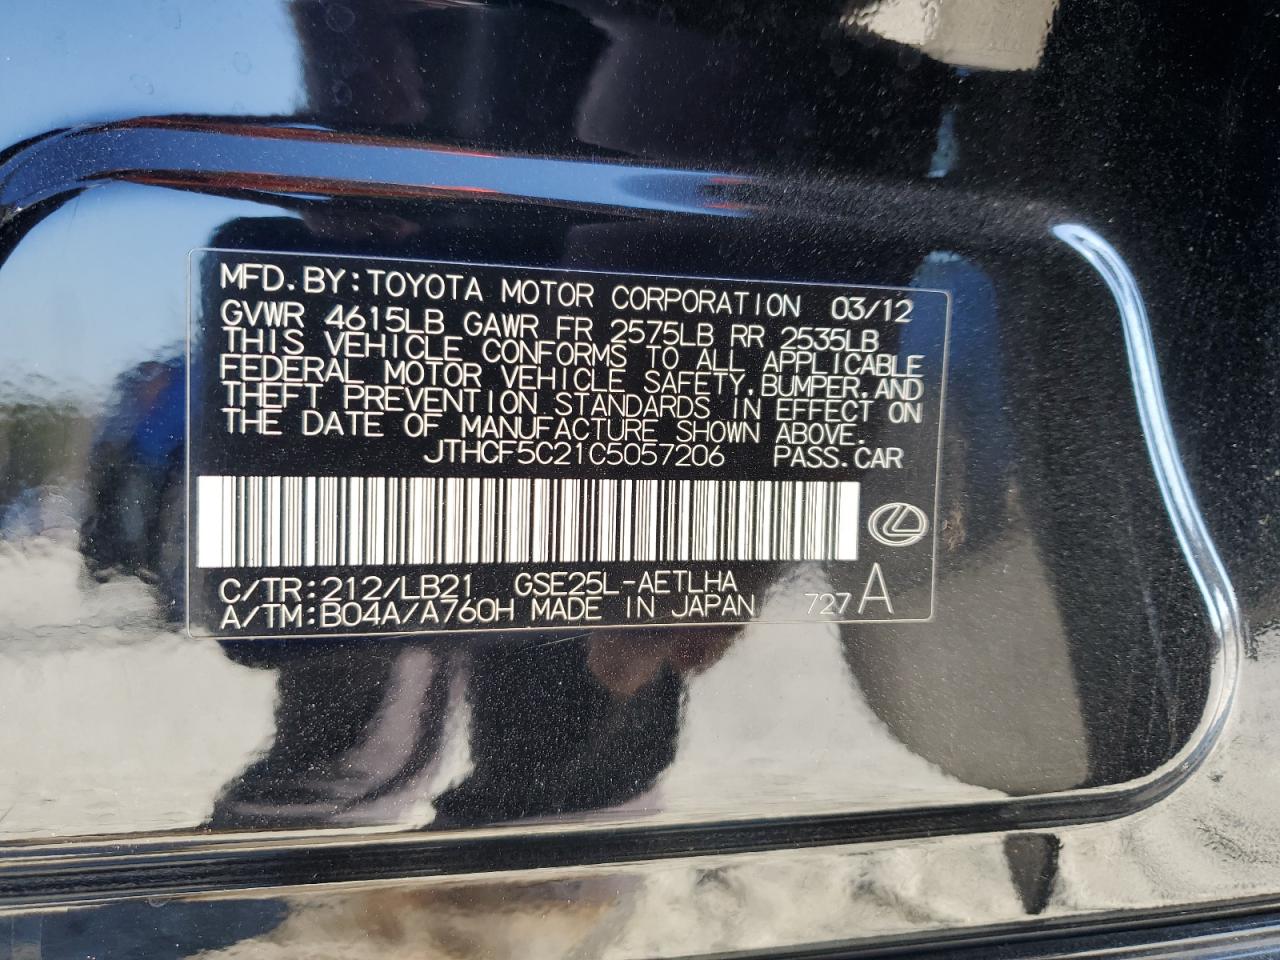 MFD. BY: TOYOTA MOTOR CORPORATION 03/12
GVWR 4615LB GAWR FR 2575LB RR 2535LB
THIS VEHICLE CONFORMS TO ALL APPLICABLE
FEDERAL MOTOR VEHICLE SAFETY, BUMPER, AND
THEFT PREVENTION STANDARDS IN EFFECT ON
THE DATE OF MANUFACTURE SHOWN ABOVE.
JTHCF5C21C5057206 PASS. CAR
C/TR: 212/LB21 GSE25L-AETLHA
A/TM: B04A/A760H MADE IN JAPAN 727 A